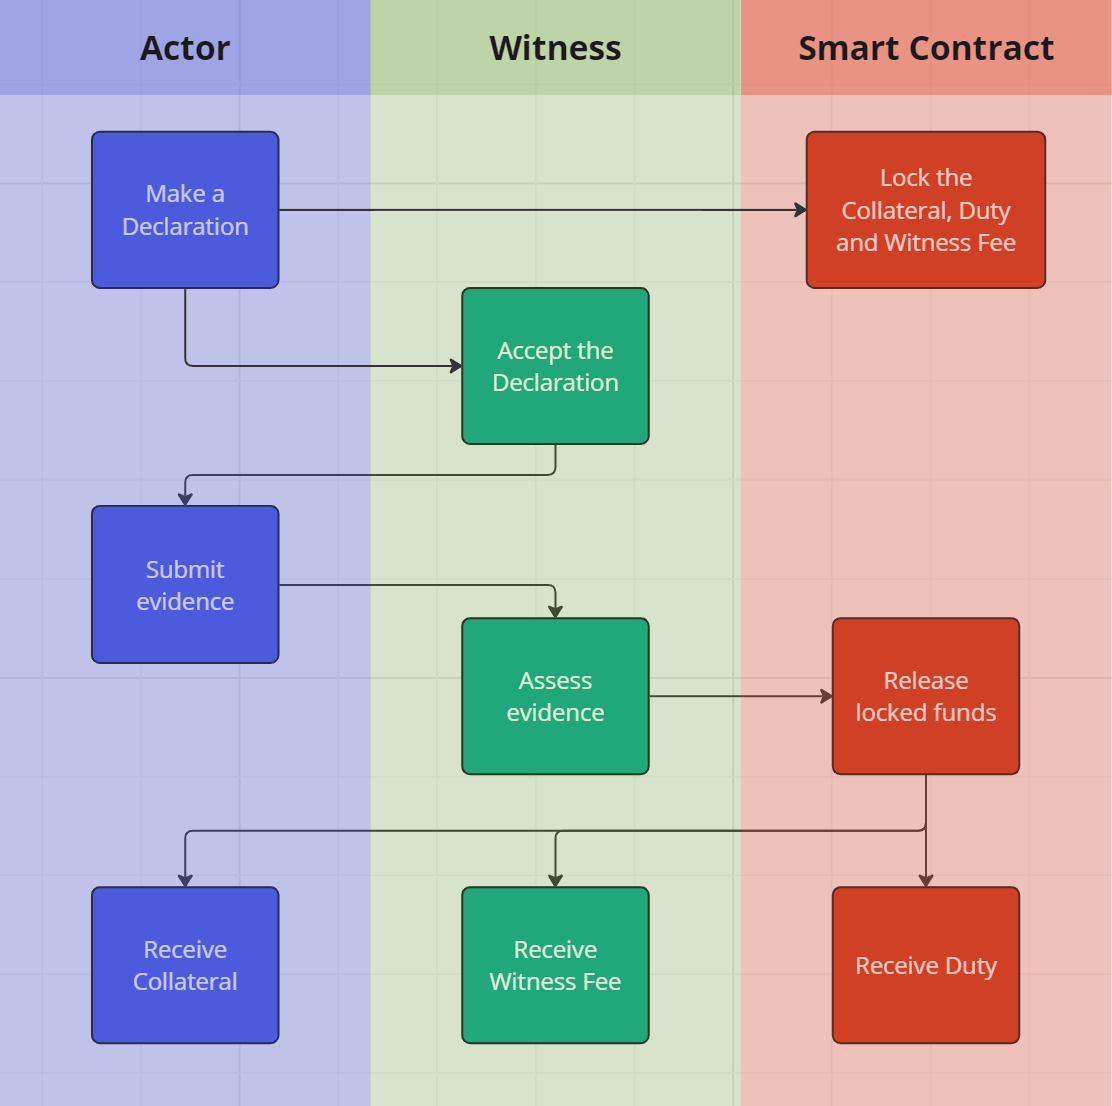 Actor
Witness
Smart Contract
Make a
Declaration
Lock the
Collateral, Duty
and Witness Fee
Accept the
Declaration
Submit
evidence
Assess
evidence
Release
locked funds
Receive
Collateral
Receive
Witness Fee
Receive Duty